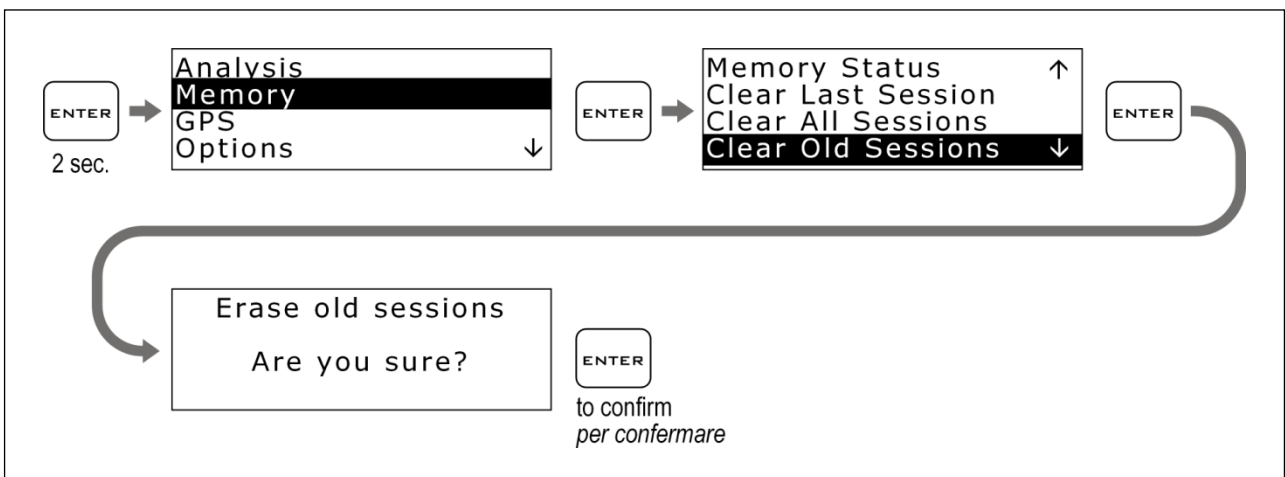 ENTER
2 sec.
Analysis
Memory
GPS
Options ↓
ENTER
Memory Status ↑
Clear Last Session
Clear All Sessions
Clear Old Sessions ↓
ENTER
Erase old sessions
Are you sure?
ENTER
to confirm
per confermare